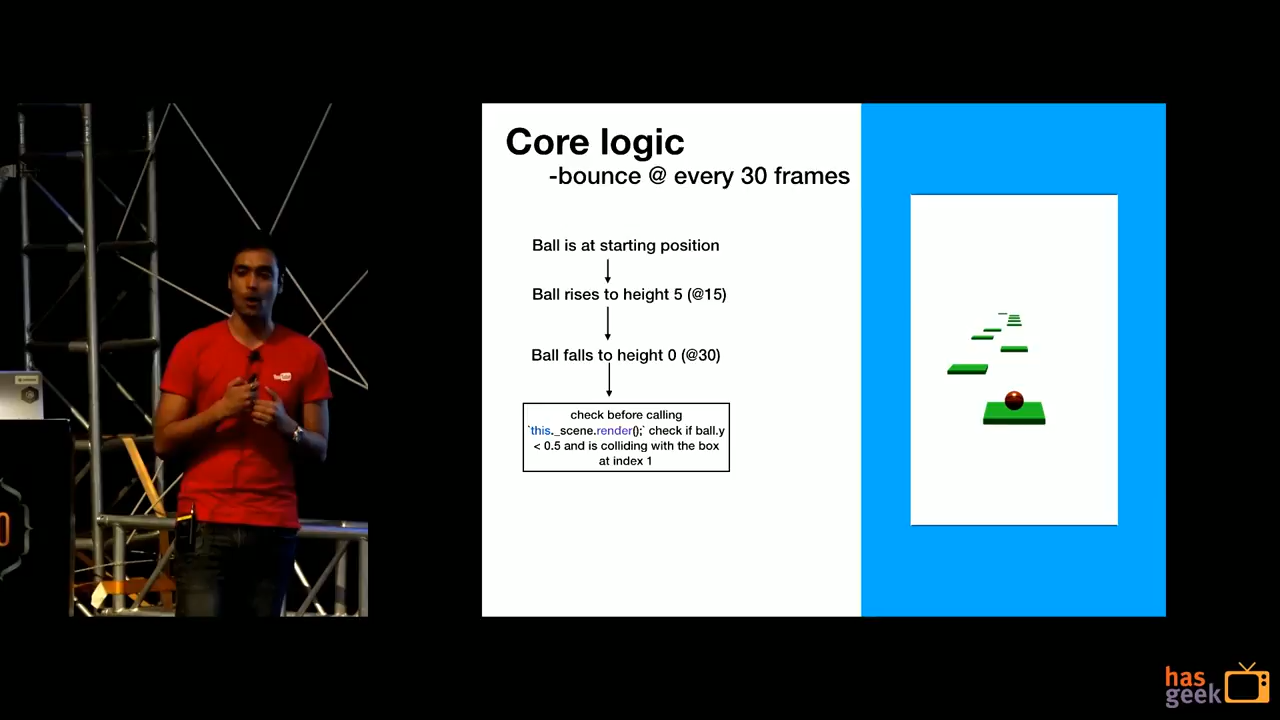 Core logic
-bounce @ every 30 frames
Ball is at starting position
Ball rises to height 5 (@15)
Ball falls to height 0 (@30)
check before calling
`this._scene.render();` check if ball.y
< 0.5 and is colliding with the box
at index 1
YouTube
0
has
geek